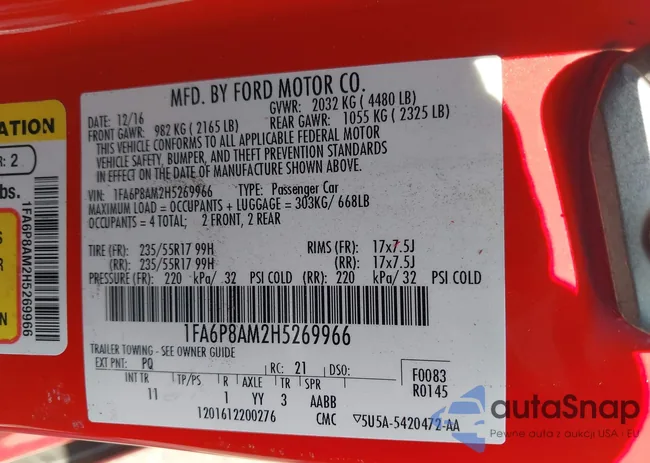 MFD. BY FORD MOTOR CO.
DATE: 12/16 GVWR: 2032 KG ( 4480 LB)
FRONT GAWR: 982 KG ( 2165 LB) REAR GAWR: 1055 KG ( 2325 LB)
THIS VEHICLE CONFORMS TO ALL APPLICABLE FEDERAL MOTOR
VEHICLE SAFETY, BUMPER, AND THEFT PREVENTION STANDARDS
IN EFFECT ON THE DATE OF MANUFACTURE SHOWN ABOVE.
VIN: 1FA6P8AM2H5269966 TYPE: Passenger Car
MAXIMUM LOAD = OCCUPANTS + LUGGAGE = 303KG/ 668LB
OCCUPANTS = 4 TOTAL; 2 FRONT, 2 REAR
TIRE (FR): 235/55R17 99H RIMS (FR): 17x7.5J
(RR): 235/55R17 99H (RR): 17x7.5J
PRESSURE (FR): 220 kPa/ 32 PSI COLD (RR): 220 kPa/ 32 PSI COLD
1FA6P8AM2H5269966
TRAILER TOWING - SEE OWNER GUIDE
EXT PNT: PQ RC: 21 DSO: F0083
INT TR TP/PS R AXLE TR SPR R0145
11 1 YY 3 AABB
1201612200276 CMC ▽5U5A-5420472-AA
ATION
R: 2
bs.
1FA6P8AM2H5269966
S
R
N
autoSnap
Pewne auta z aukcji USA - EU